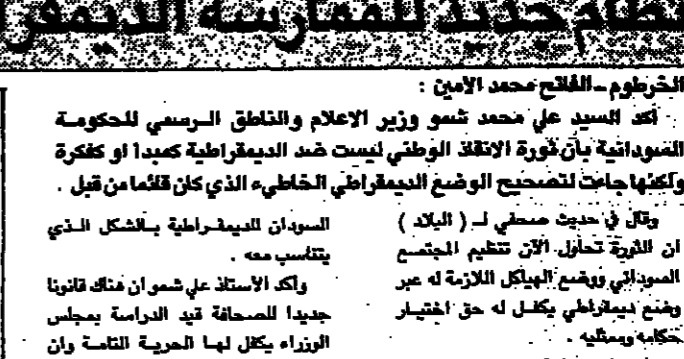 نظام جديد للممارسة الديمقرا
الخرطوم - الفاتح محمد الأمين :
أكد السيد علي محمد شمو وزير الاعلام والناطق الرسمي للحكومة
السودانية بأن ثورة الانقاذ الوطني ليست ضد الديمقراطية كمبدأ او كفكرة
ولكنها جاءت لتصحيح الوضع الديمقراطي الخاطيء الذي كان قائما من قبل .
وقال في حديث صحفي لـ ( البلاد )
ان الثورة تحاول الآن تنظيم المجتمع
السوداني ووضع الهياكل اللازمة له عبر
وضع ديمقراطي يكفل له حق اختيار
حكامه وممثليه .
السودان للديمقراطية بالشكل الذي
يتناسب معه .
وأكد الأستاذ علي شمو ان هناك قانونا
جديدا للصحافة قيد الدراسة بمجلس
الوزراء يكفل لها الحرية التامة وان